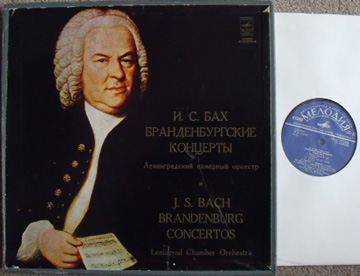 И. С. БАХ
БРАНДЕНБУРГСКИЕ
КОНЦЕРТЫ
Ленинградский камерный оркестр
J. S. BACH
BRANDENBURG
CONCERTOS
Leningrad Chamber Orchestra
МЕЛОДИЯ